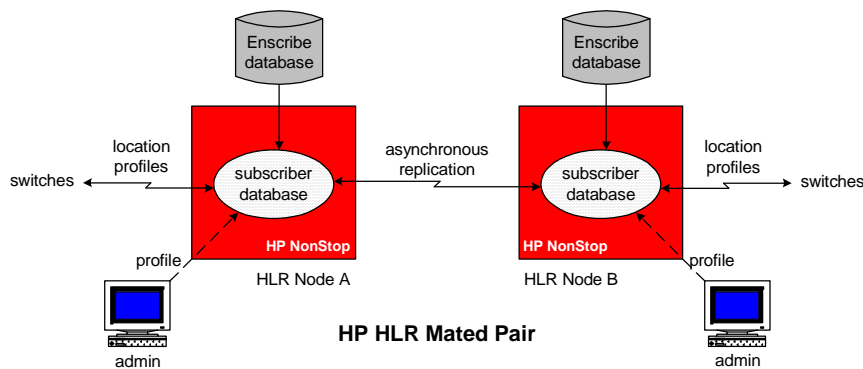 Enscribe
database
Enscribe
database
location
profiles
asynchronous
replication
location
profiles
switches
subscriber
database
subscriber
database
switches
HP NonStop
HP NonStop
profile
profile
HLR Node A
HLR Node B
HP HLR Mated Pair
admin
admin